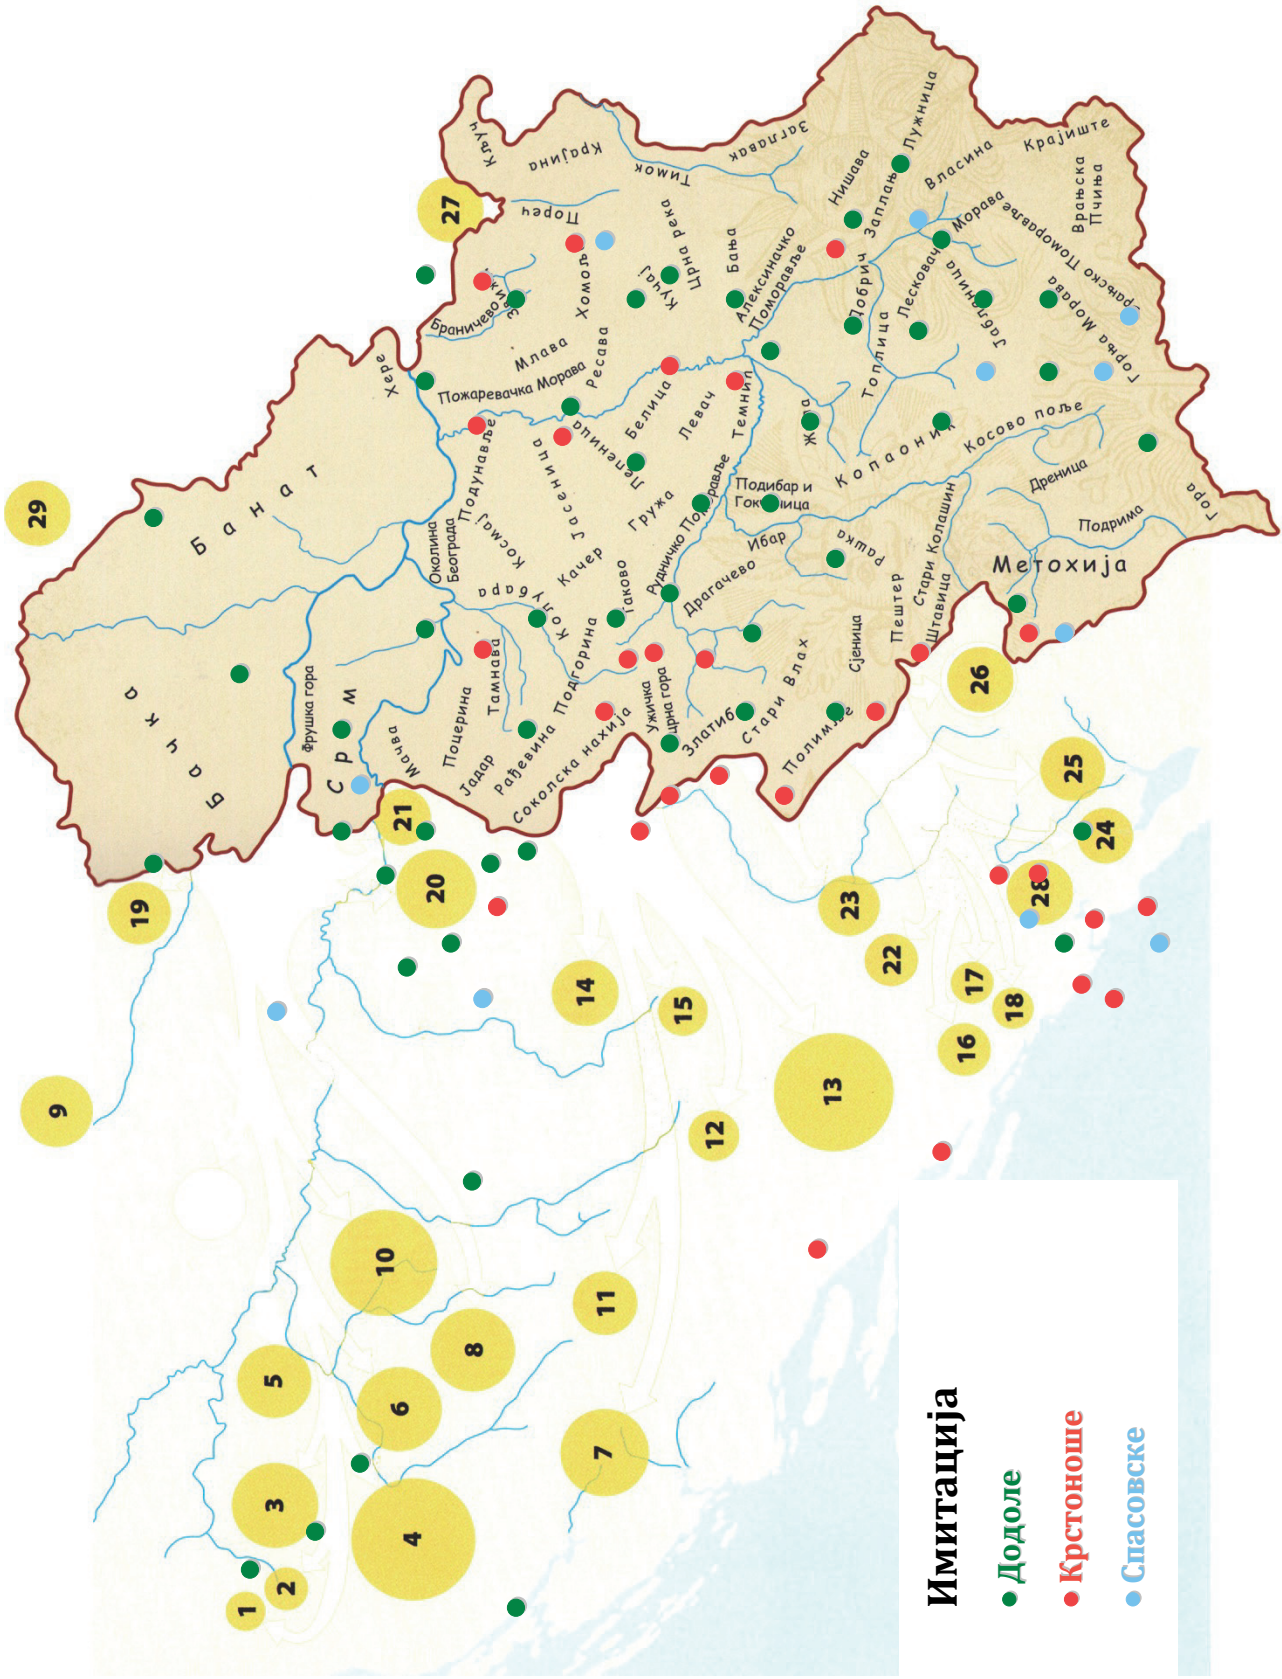 Бачка
Банат
Срем
Фрушка гора
Хере
Кључ
Крајина
Пореч
Тимок
Заглавак
Браничево
Хомоље
Млава
Пожаревачка Морава
Ресава
Кучај
Црна река
Бања
Алексиначко
Поморавље
Нишава
Лужница
Заплање
Власина
Крајиште
Врањска
Пчиња
Морава
Добрич
Лесковачка
Топлица
Јабланица
Врањско Поморавље
Горња Морава
Околина
Београда
Подунавље
Космај
Јасеница
Лепеница
Белица
Левач
Темнић
Гружа
Качер
Колубара
Мачва
Поцерина
Тамнава
Јадар
Рађевина
Подгорина
Соколска нахија
Ужичка
црна гора
Рудничко Поморавље
Драгачево
Златибор
Стари Влах
Полимље
Сјеница
Пештер
Штавица
Стари Колашин
Ибар
Рашка
Подибар и
Гокчаница
Жупа
Копаоник
Косово поље
Дреница
Подрима
Гора
Метохија
1
2
3
4
5
6
7
8
9
10
11
12
13
14
15
16
17
18
19
20
21
22
23
24
25
26
27
28
29
Имитација
Додоле
Крстоноше
Спасовске